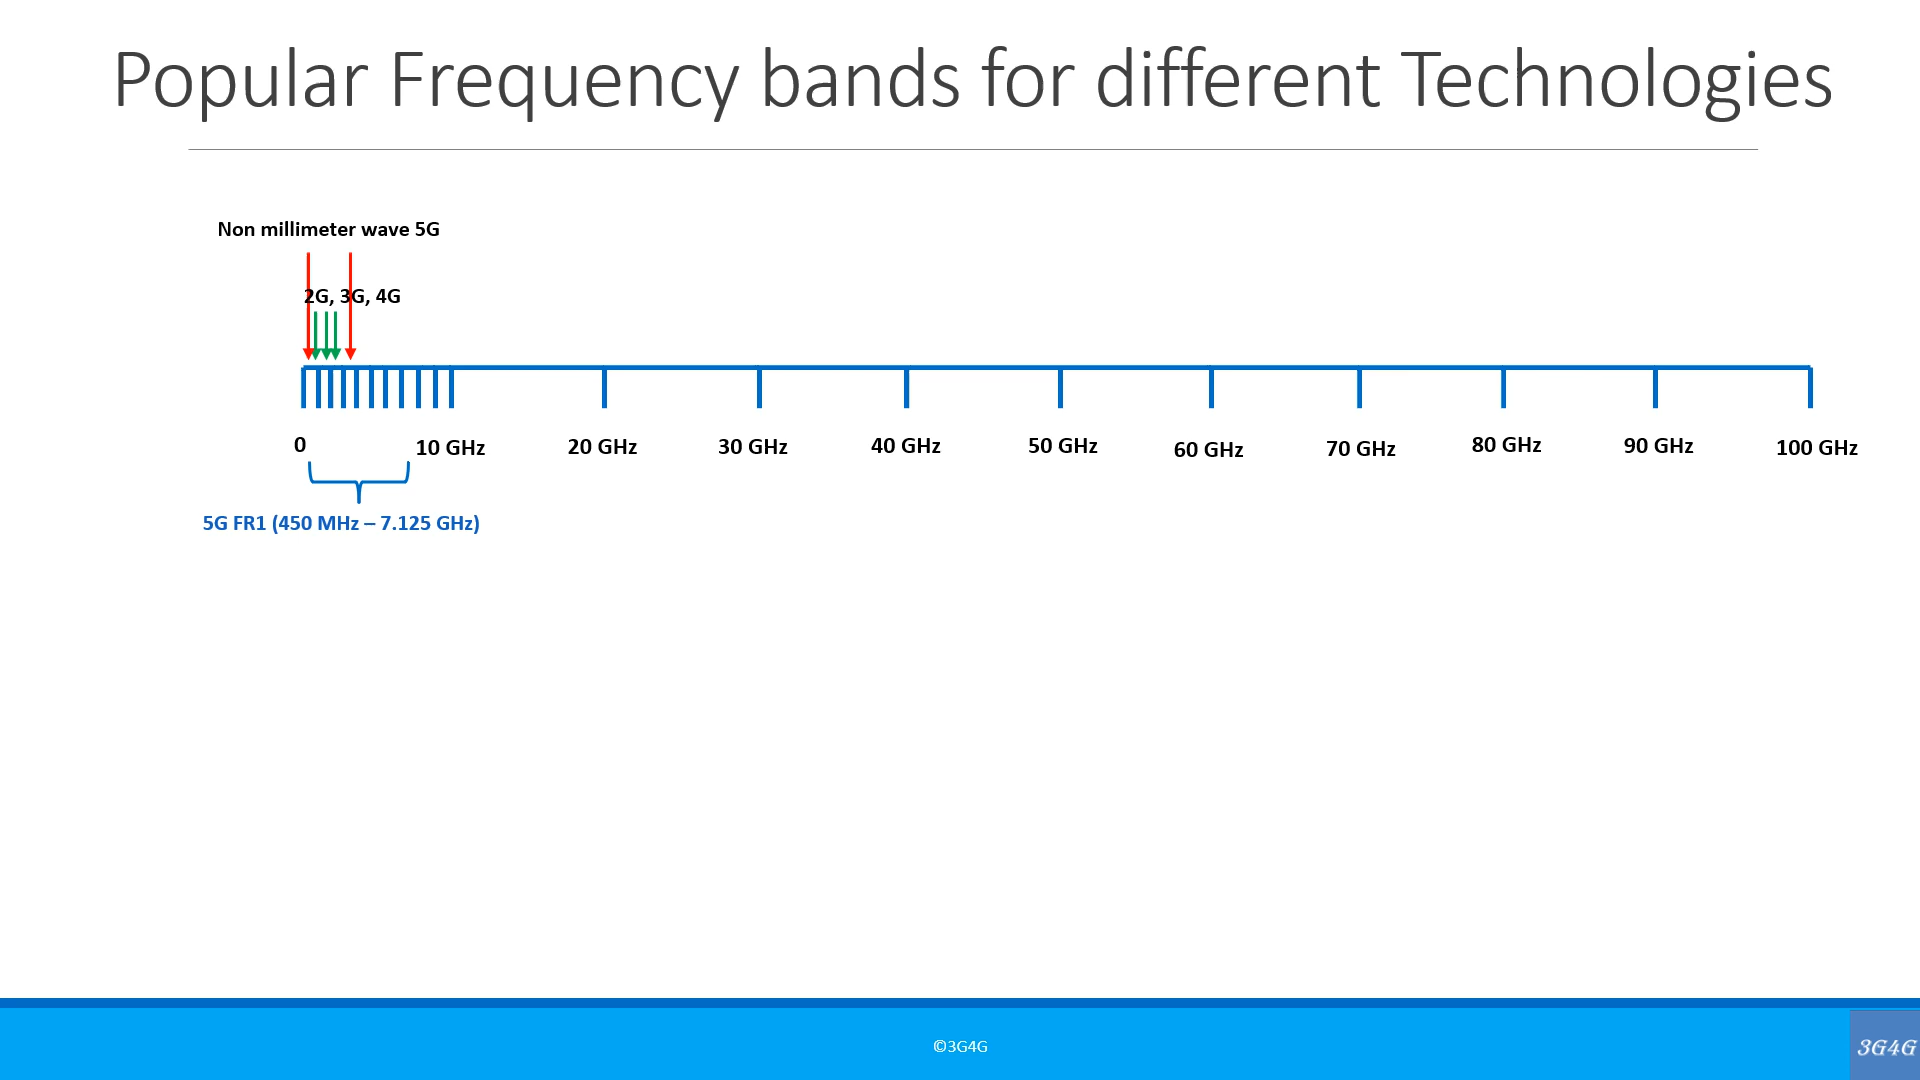 Popular Frequency bands for different Technologies
Non millimeter wave 5G
2G, 3G, 4G
0
10 GHz
20 GHz
30 GHz
40 GHz
50 GHz
60 GHz
70 GHz
80 GHz
90 GHz
100 GHz
5G FR1 (450 MHz – 7.125 GHz)
©3G4G
3G4G